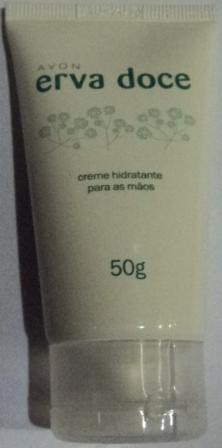 AVON
erva doce
creme hidratante
para as mãos
50g